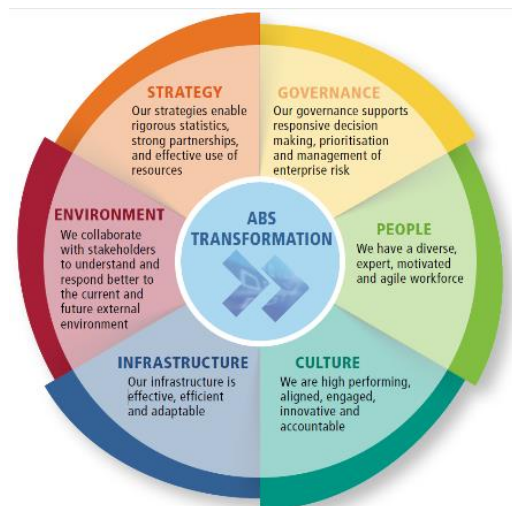 STRATEGY
Our strategies enable
rigorous statistics,
strong partnerships,
and effective use of
resources
GOVERNANCE
Our governance supports
responsive decision
making, prioritisation
and management of
enterprise risk
ENVIRONMENT
We collaborate
with stakeholders
to understand and
respond better to
the current and
future external
environment
ABS
TRANSFORMATION
PEOPLE
We have a diverse,
expert, motivated
and agile workforce
INFRASTRUCTURE
Our infrastructure is
effective, efficient
and adaptable
CULTURE
We are high performing,
aligned, engaged,
innovative and
accountable